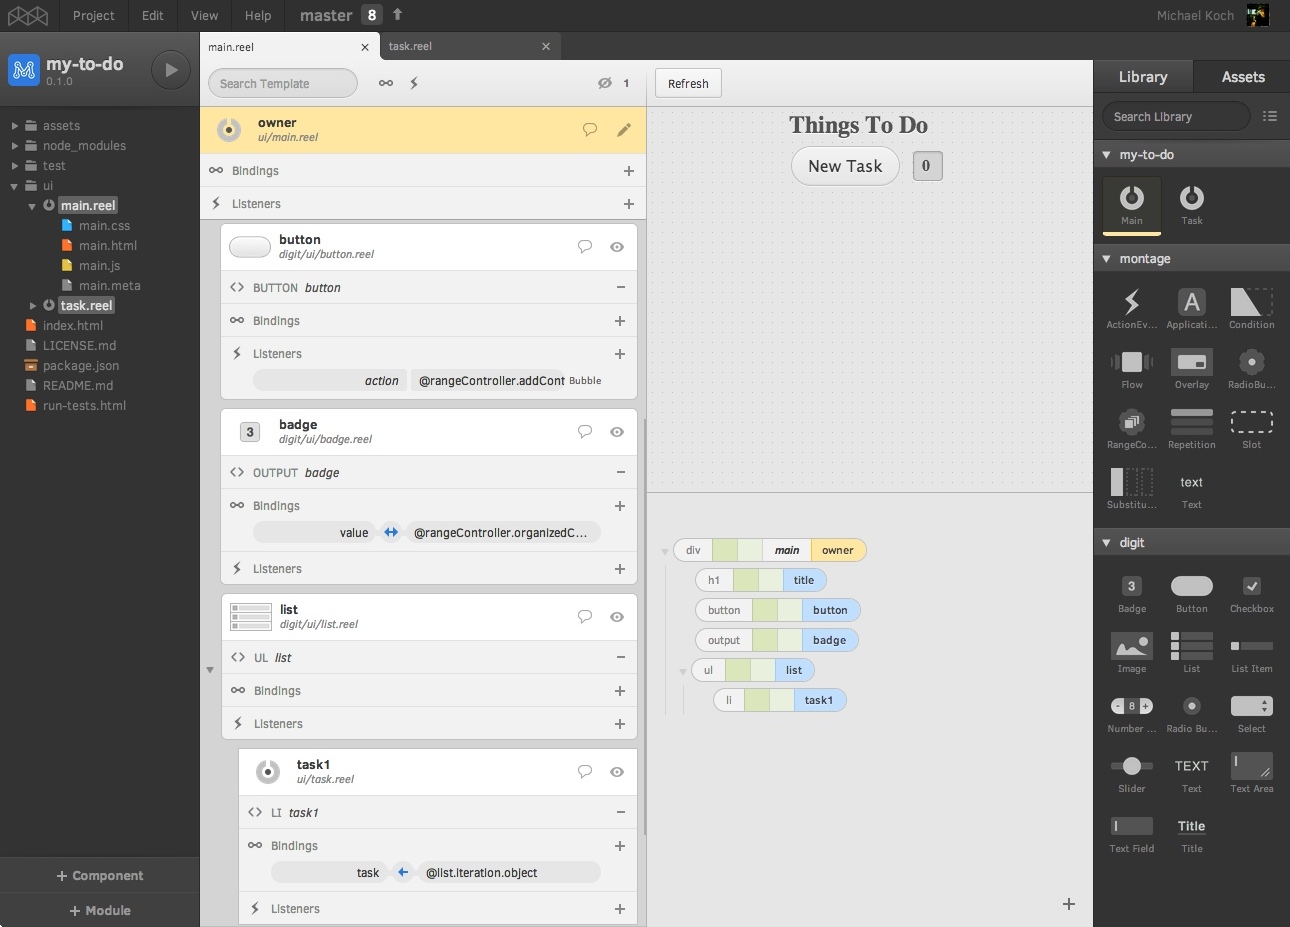 Project Edit View Help master 8 Michael Koch
my-to-do
0.1.0
assets
node_modules
test
ui
main.reel
main.css
main.html
main.js
main.meta
task.reel
index.html
LICENSE.md
package.json
README.md
run-tests.html
+ Component
+ Module
main.reel × task.reel ×
Search Template 1
owner
ui/main.reel
Bindings +
Listeners +
button
digit/ui/button.reel
<> BUTTON button −
Bindings +
Listeners +
action @rangeController.addCont Bubble
3 badge
digit/ui/badge.reel
<> OUTPUT badge −
Bindings +
value @rangeController.organizedC...
Listeners +
list
digit/ui/list.reel
<> UL list −
Bindings +
Listeners +
task1
ui/task.reel
<> LI task1 −
Bindings +
task @list.iteration.object
Listeners +
Refresh
Things To Do
New Task 0
div main owner
h1 title
button button
output badge
ul list
li task1
+
Library Assets
Search Library
my-to-do
Main Task
montage
A
ActionEv... Applicati... Condition
Flow Overlay RadioBu...
RangeCo... Repetition Slot
text
Substitu... Text
digit
3
Badge Button Checkbox
Image List List Item
- 8 +
Number ... Radio Bu... Select
TEXT
Slider Text Text Area
Title
Text Field Title